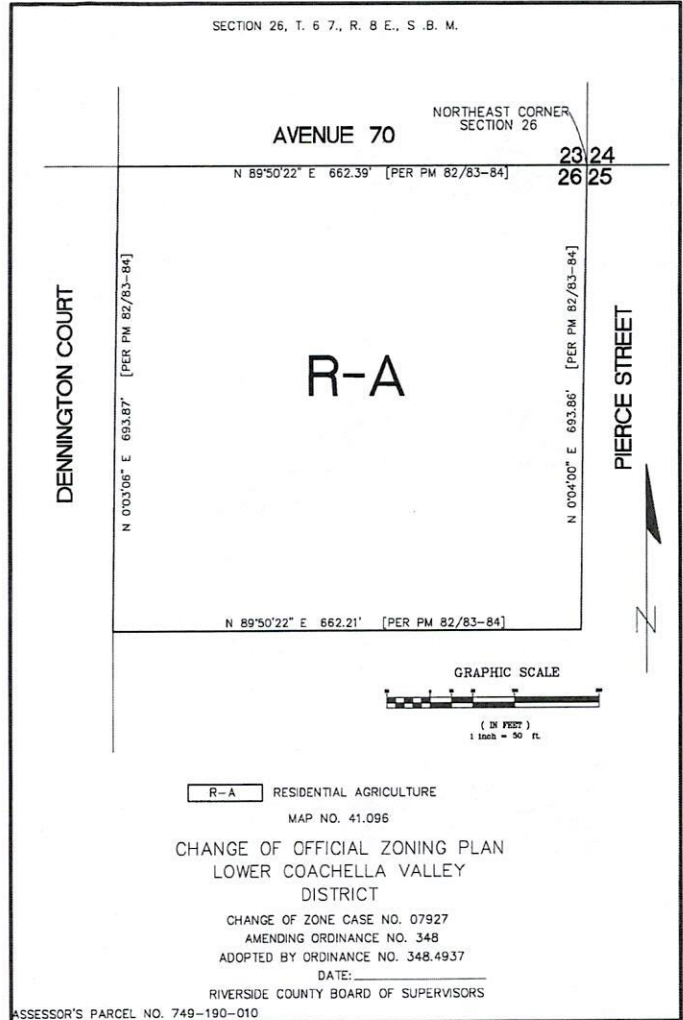 SECTION 26, T. 6 7., R. 8 E., S .B. M.
NORTHEAST CORNER
SECTION 26
AVENUE 70
23 24
26 25
N 89°50'22" E 662.39' [PER PM 82/83-84]
DENNINGTON COURT
N 0°03'06" E 693.87' [PER PM 82/83-84]
R-A
N 0°04'00" E 693.86' [PER PM 82/83-84]
PIERCE STREET
N
N 89°50'22" E 662.21' [PER PM 82/83-84]
GRAPHIC SCALE
( IN FEET )
1 inch = 50 ft.
R-A RESIDENTIAL AGRICULTURE
MAP NO. 41.096
CHANGE OF OFFICIAL ZONING PLAN
LOWER COACHELLA VALLEY
DISTRICT
CHANGE OF ZONE CASE NO. 07927
AMENDING ORDINANCE NO. 348
ADOPTED BY ORDINANCE NO. 348.4937
DATE:
RIVERSIDE COUNTY BOARD OF SUPERVISORS
ASSESSOR'S PARCEL NO. 749-190-010